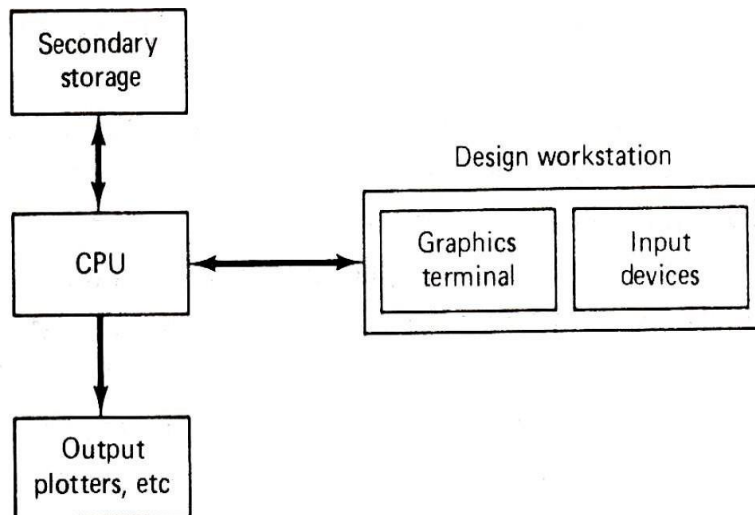 Secondary
storage
Design workstation
CPU
Graphics
terminal
Input
devices
Output
plotters, etc